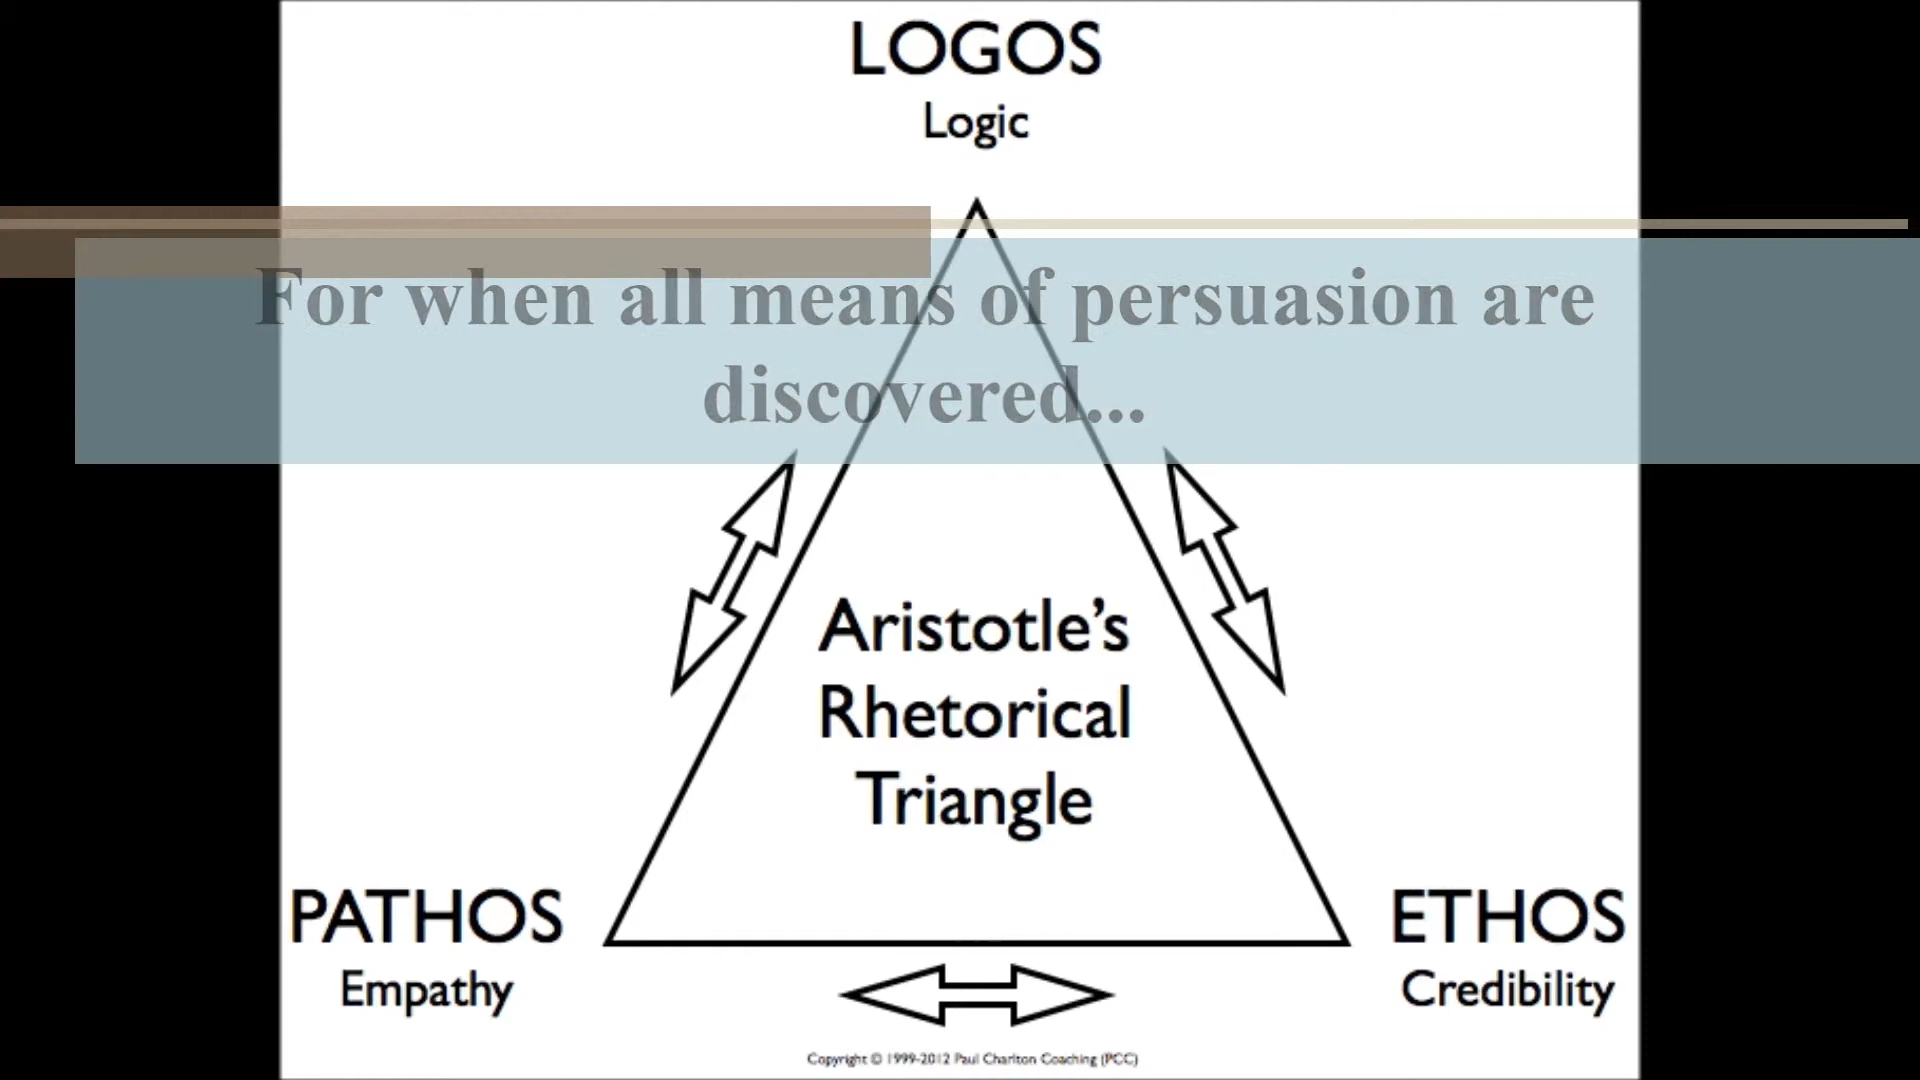 LOGOS
Logic
For when all means of persuasion are
discovered...
Aristotle’s
Rhetorical
Triangle
PATHOS
Empathy
ETHOS
Credibility
Copyright © 1999-2012 Paul Charlton Coaching (PCC)